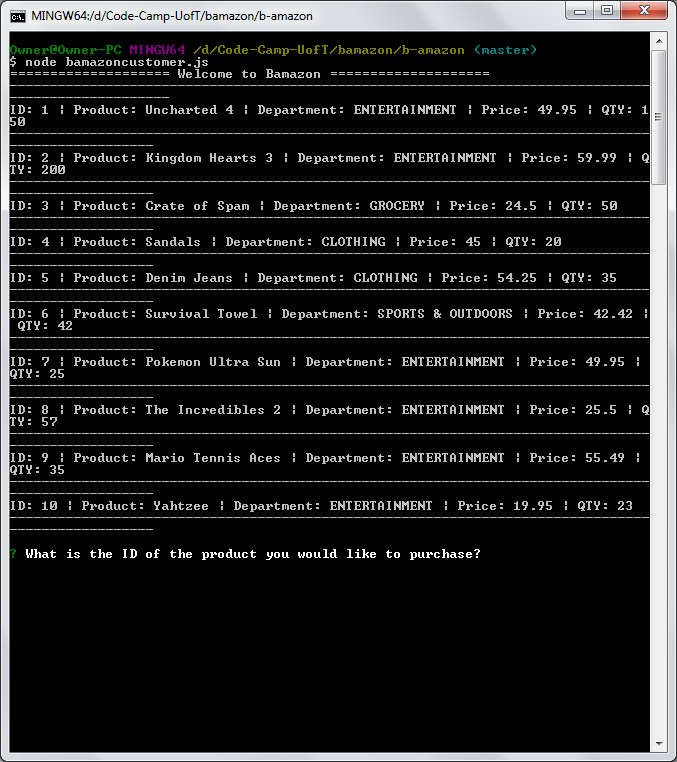 MINGW64:/d/Code-Camp-UofT/bamazon/b-amazon
Owner@Owner-PC MINGW64 /d/Code-Camp-UofT/bamazon/b-amazon (master)
$ node bamazoncustomer.js
==================== Welcome to Bamazon ====================
--------------------------------------------------------------------------------
--------------------
ID: 1 | Product: Uncharted 4 | Department: ENTERTAINMENT | Price: 49.95 | QTY: 1
50
--------------------------------------------------------------------------------
------------------
ID: 2 | Product: Kingdom Hearts 3 | Department: ENTERTAINMENT | Price: 59.99 | Q
TY: 200
--------------------------------------------------------------------------------
------------------
ID: 3 | Product: Crate of Spam | Department: GROCERY | Price: 24.5 | QTY: 50
--------------------------------------------------------------------------------
------------------
ID: 4 | Product: Sandals | Department: CLOTHING | Price: 45 | QTY: 20
--------------------------------------------------------------------------------
------------------
ID: 5 | Product: Denim Jeans | Department: CLOTHING | Price: 54.25 | QTY: 35
--------------------------------------------------------------------------------
------------------
ID: 6 | Product: Survival Towel | Department: SPORTS & OUTDOORS | Price: 42.42 |
 QTY: 42
--------------------------------------------------------------------------------
------------------
ID: 7 | Product: Pokemon Ultra Sun | Department: ENTERTAINMENT | Price: 49.95 |
QTY: 25
--------------------------------------------------------------------------------
------------------
ID: 8 | Product: The Incredibles 2 | Department: ENTERTAINMENT | Price: 25.5 | Q
TY: 57
--------------------------------------------------------------------------------
------------------
ID: 9 | Product: Mario Tennis Aces | Department: ENTERTAINMENT | Price: 55.49 |
QTY: 35
--------------------------------------------------------------------------------
------------------
ID: 10 | Product: Yahtzee | Department: ENTERTAINMENT | Price: 19.95 | QTY: 23
--------------------------------------------------------------------------------
------------------
? What is the ID of the product you would like to purchase?